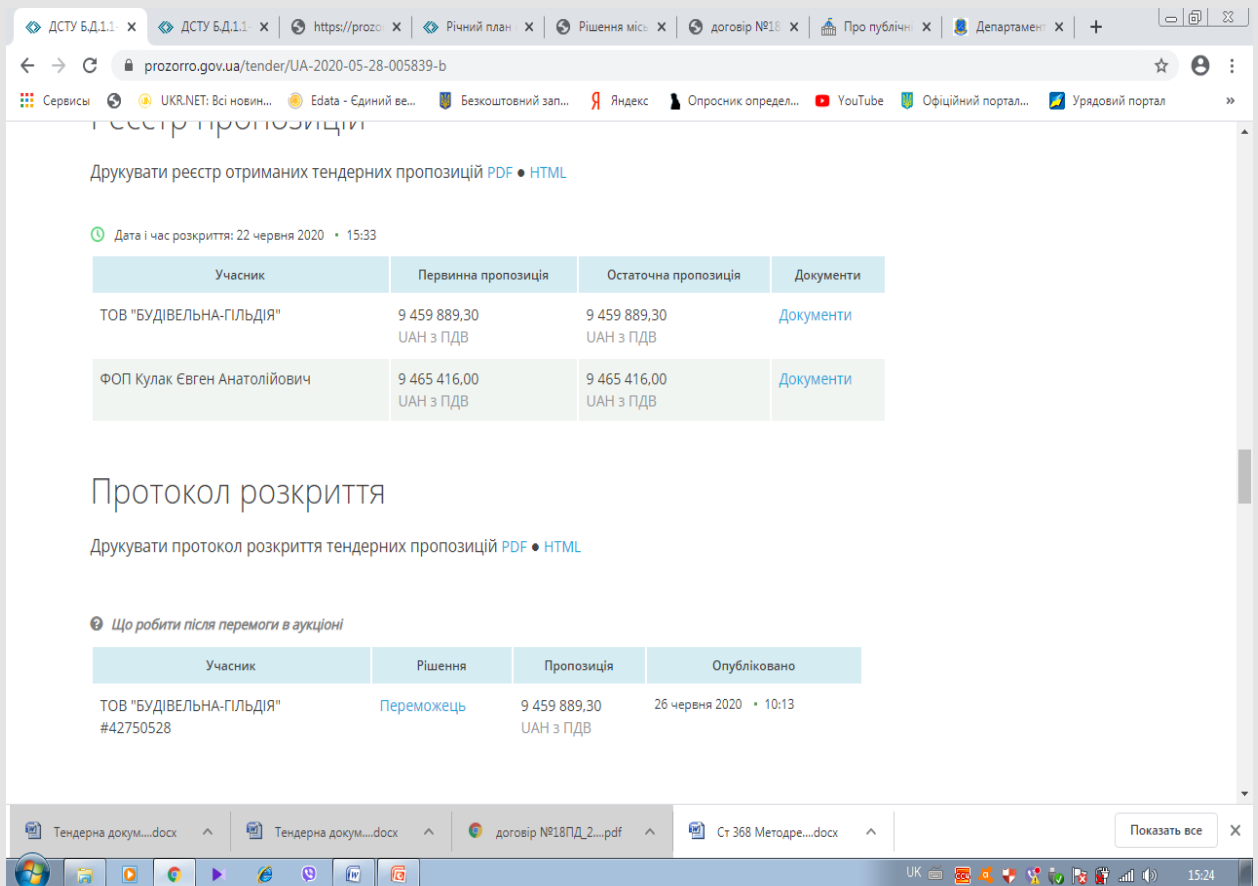 ДСТУ Б.Д.1.1-
ДСТУ Б.Д.1.1-
https://prozo
Річний план
Рішення місь
договір №18
Про публічн
Департамент
prozorro.gov.ua/tender/UA-2020-05-28-005839-b
Сервисы
UKR.NET: Всі новин...
Edata - Єдиний ве...
Безкоштовний зап...
Яндекс
Опросник определ...
YouTube
Офіційний портал...
Урядовий портал
»
Реєстр пропозицій
Друкувати реєстр отриманих тендерних пропозицій PDF ● HTML
Дата і час розкриття: 22 червня 2020 • 15:33
Учасник Первинна пропозиція Остаточна пропозиція Документи
ТОВ "БУДІВЕЛЬНА-ГІЛЬДІЯ" 9 459 889,30 9 459 889,30 Документи
UAH з ПДВ UAH з ПДВ
ФОП Кулак Євген Анатолійович 9 465 416,00 9 465 416,00 Документи
UAH з ПДВ UAH з ПДВ
Протокол розкриття
Друкувати протокол розкриття тендерних пропозицій PDF ● HTML
Що робити після перемоги в аукціоні
Учасник Рішення Пропозиція Опубліковано
ТОВ "БУДІВЕЛЬНА-ГІЛЬДІЯ" Переможець 9 459 889,30 26 червня 2020 • 10:13
#42750528 UAH з ПДВ
Тендерна докум....docx
Тендерна докум....docx
договір №18ПД_2....pdf
Ст 368 Методре....docx
Показать все
UK
15:24